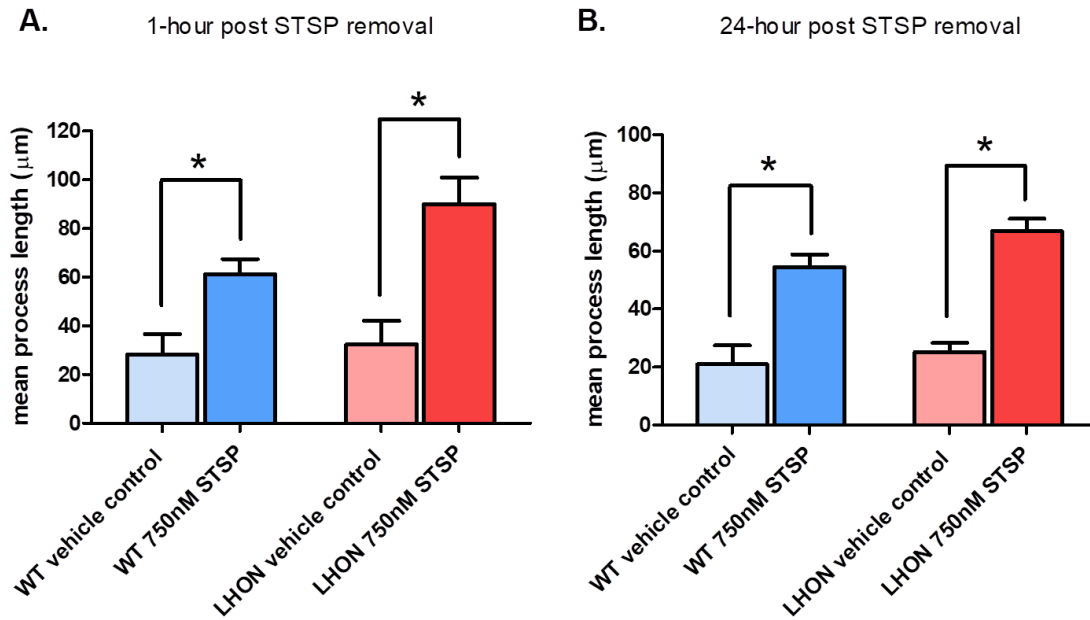 A.
1-hour post STSP removal
mean process length (μm)
120
100
80
60
40
20
0
*
*
WT vehicle control
WT 750nM STSP
LHON vehicle control
LHON 750nM STSP
B.
24-hour post STSP removal
mean process length (μm)
100
80
60
40
20
0
*
*
WT vehicle control
WT 750nM STSP
LHON vehicle control
LHON 750nM STSP